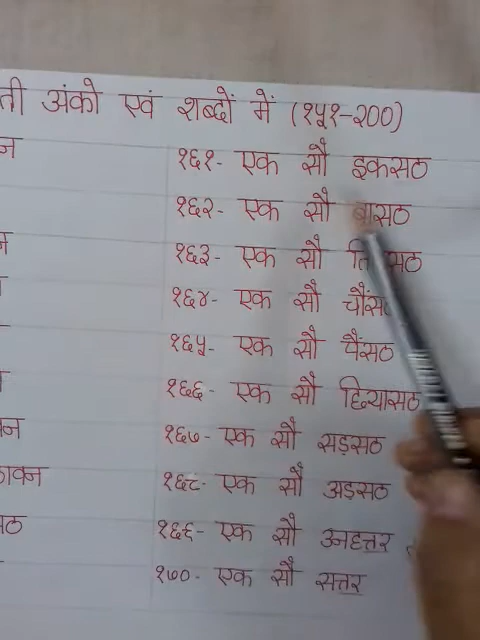 ती अंको एवं शब्दों में (१५१-२००)
१६१- एक सौ इकसठ
१६२- एक सौ बासठ
१६३- एक सौ
१६४- एक सौ
१६५- एक सौ पैंसठ
१६६- एक सौ छियासठ
१६७- एक सौ सड़सठ
१६८- एक सौ अड़सठ
१६६- एक सौ उनहत्तर
१७०- एक सौ सत्तर